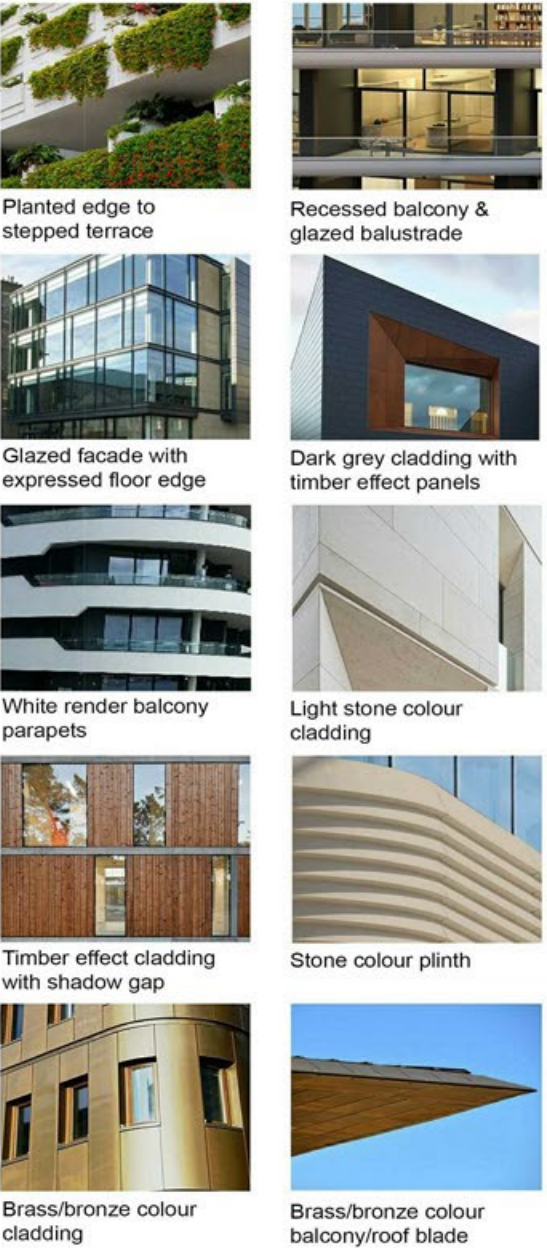 Planted edge to
stepped terrace
Recessed balcony &
glazed balustrade
Glazed facade with
expressed floor edge
Dark grey cladding with
timber effect panels
White render balcony
parapets
Light stone colour
cladding
Timber effect cladding
with shadow gap
Stone colour plinth
Brass/bronze colour
cladding
Brass/bronze colour
balcony/roof blade